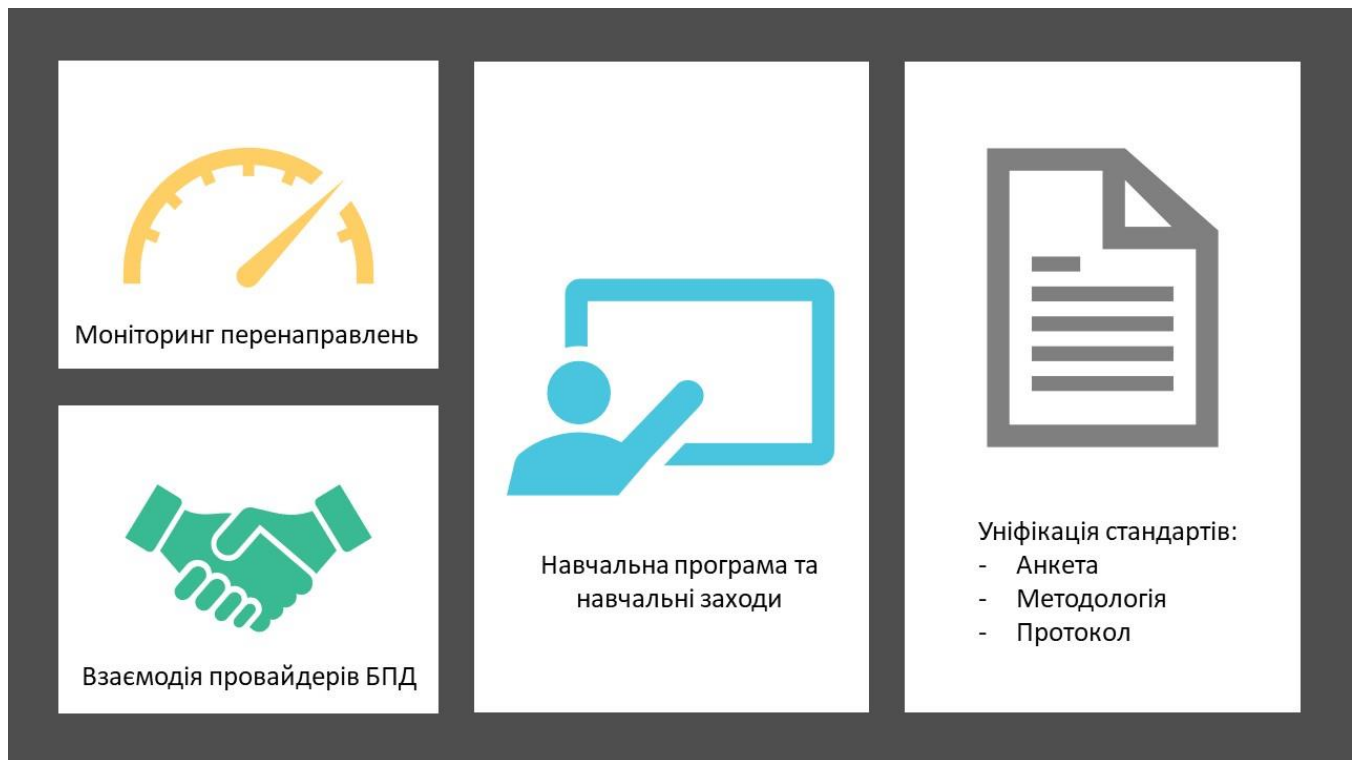 Моніторинг перенаправлень
Взаємодія провайдерів БПД
Навчальна програма та
навчальні заходи
Уніфікація стандартів:
- Анкета
- Методологія
- Протокол